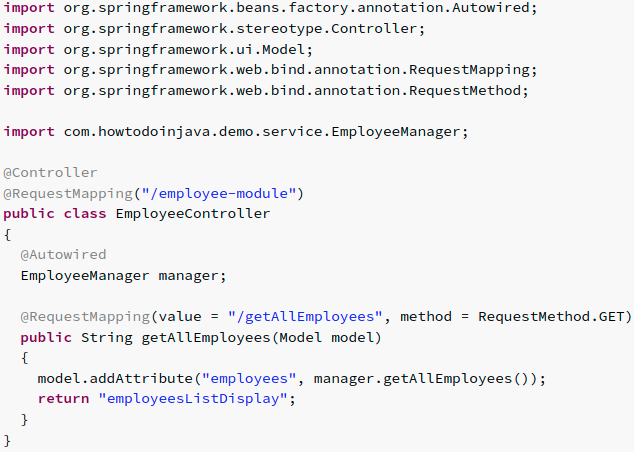 import org.springframework.beans.factory.annotation.Autowired;
import org.springframework.stereotype.Controller;
import org.springframework.ui.Model;
import org.springframework.web.bind.annotation.RequestMapping;
import org.springframework.web.bind.annotation.RequestMethod;

import com.howtodoinjava.demo.service.EmployeeManager;

@Controller
@RequestMapping("/employee-module")
public class EmployeeController
{
  @Autowired
  EmployeeManager manager;

  @RequestMapping(value = "/getAllEmployees", method = RequestMethod.GET)
  public String getAllEmployees(Model model)
  {
    model.addAttribute("employees", manager.getAllEmployees());
    return "employeesListDisplay";
  }
}